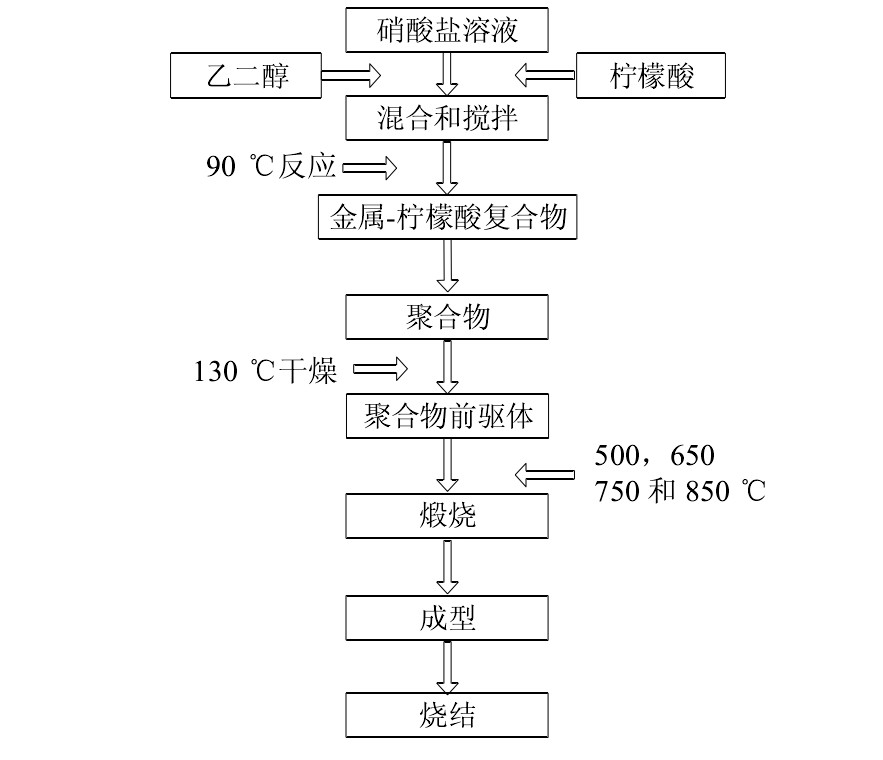 硝酸盐溶液
乙二醇
柠檬酸
混合和搅拌
90 ℃反应
金属-柠檬酸复合物
聚合物
130 ℃干燥
聚合物前驱体
500，650
750 和 850 ℃
煅烧
成型
烧结